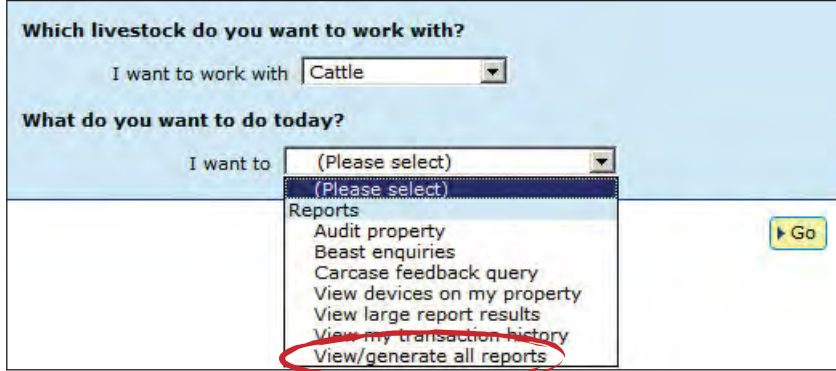 Which livestock do you want to work with?
I want to work with Cattle
What do you want to do today?
I want to (Please select)
(Please select)
Reports
Audit property
Go
Beast enquiries
Carcase feedback query
View devices on my property
View large report results
View my transaction history
View/generate all reports